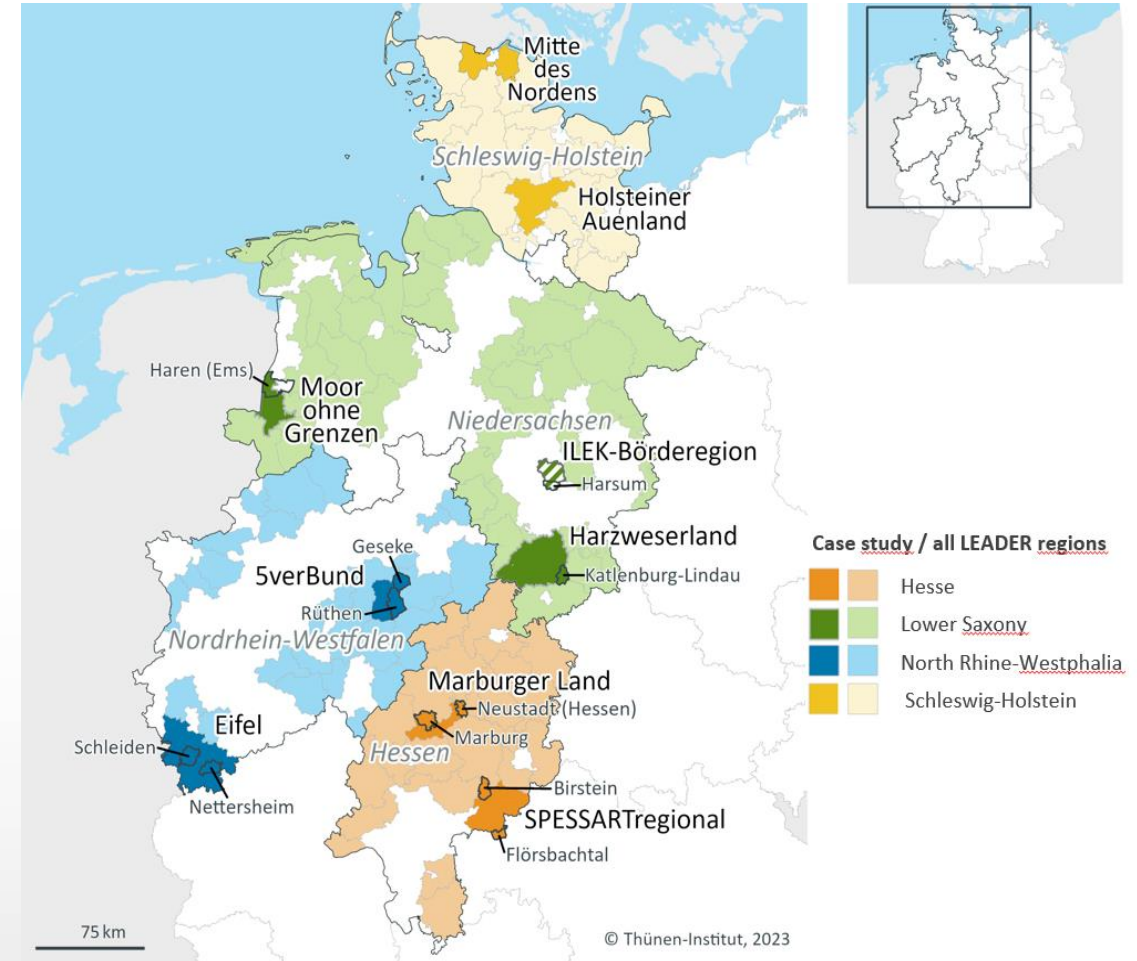 Mitte
des
Nordens
Schleswig-Holstein
Holsteiner
Auenland
Haren (Ems)
Moor
ohne
Grenzen
Niedersachsen
ILEK-Börderegion
Harsum
Harzweserland
Geseke
Katlenburg-Lindau
5verBund
Rüthen
Nordrhein-Westfalen
Marburger Land
Neustadt (Hessen)
Marburg
Eifel
Hessen
Schleiden
Nettersheim
Birstein
SPESSARTregional
Flörsbachtal
75 km
© Thünen-Institut, 2023
Case study / all LEADER regions
Hesse
Lower Saxony
North Rhine-Westphalia
Schleswig-Holstein